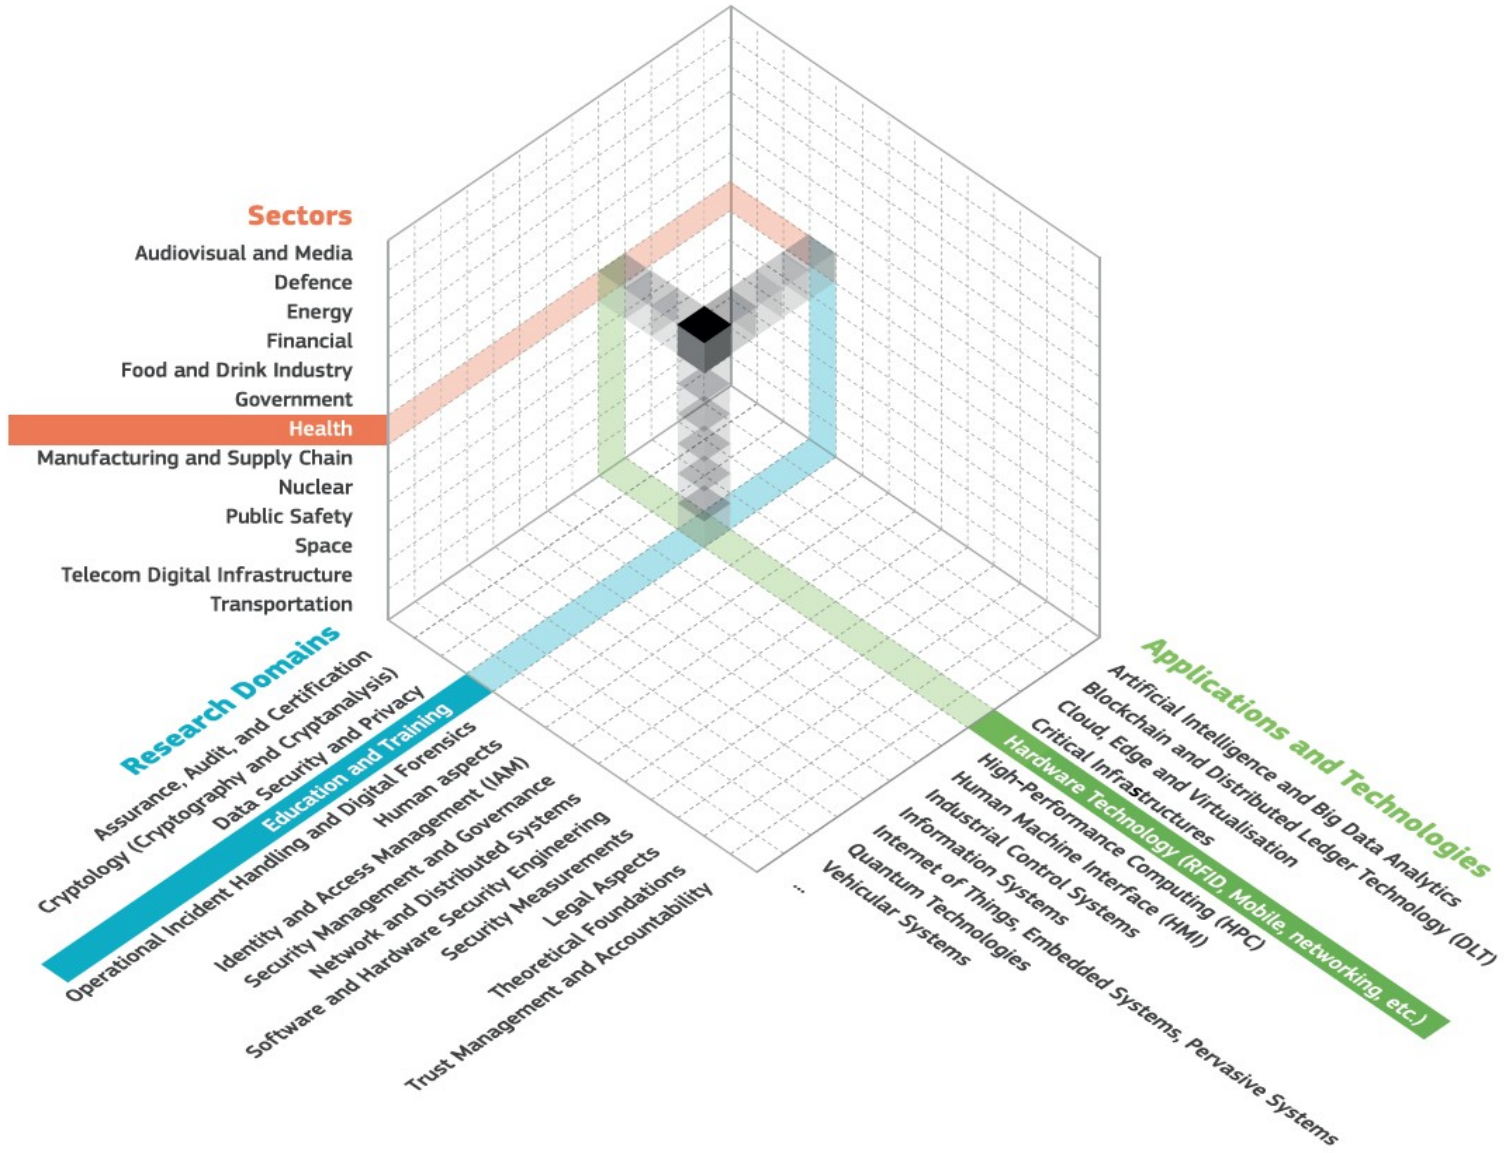 Sectors
Audiovisual and Media
Defence
Energy
Financial
Food and Drink Industry
Government
Health
Manufacturing and Supply Chain
Nuclear
Public Safety
Space
Telecom Digital Infrastructure
Transportation
Research Domains
Assurance, Audit, and Certification
Cryptology (Cryptography and Cryptanalysis)
Data Security and Privacy
Education and Training
Operational Incident Handling and Digital Forensics
Human aspects
Identity and Access Management (IAM)
Security Management and Governance
Network and Distributed Systems
Software and Hardware Security Engineering
Security Measurements
Legal Aspects
Theoretical Foundations
Trust Management and Accountability
Applications and Technologies
Artificial Intelligence and Big Data Analytics
Blockchain and Distributed Ledger Technology (DLT)
Cloud, Edge and Virtualisation
Critical Infrastructures
Hardware Technology (RFID, Mobile, networking, etc.)
High-Performance Computing (HPC)
Human Machine Interface (HMI)
Industrial Control Systems
Information Systems
Internet of Things, Embedded Systems, Pervasive Systems
Quantum Technologies
Vehicular Systems
...